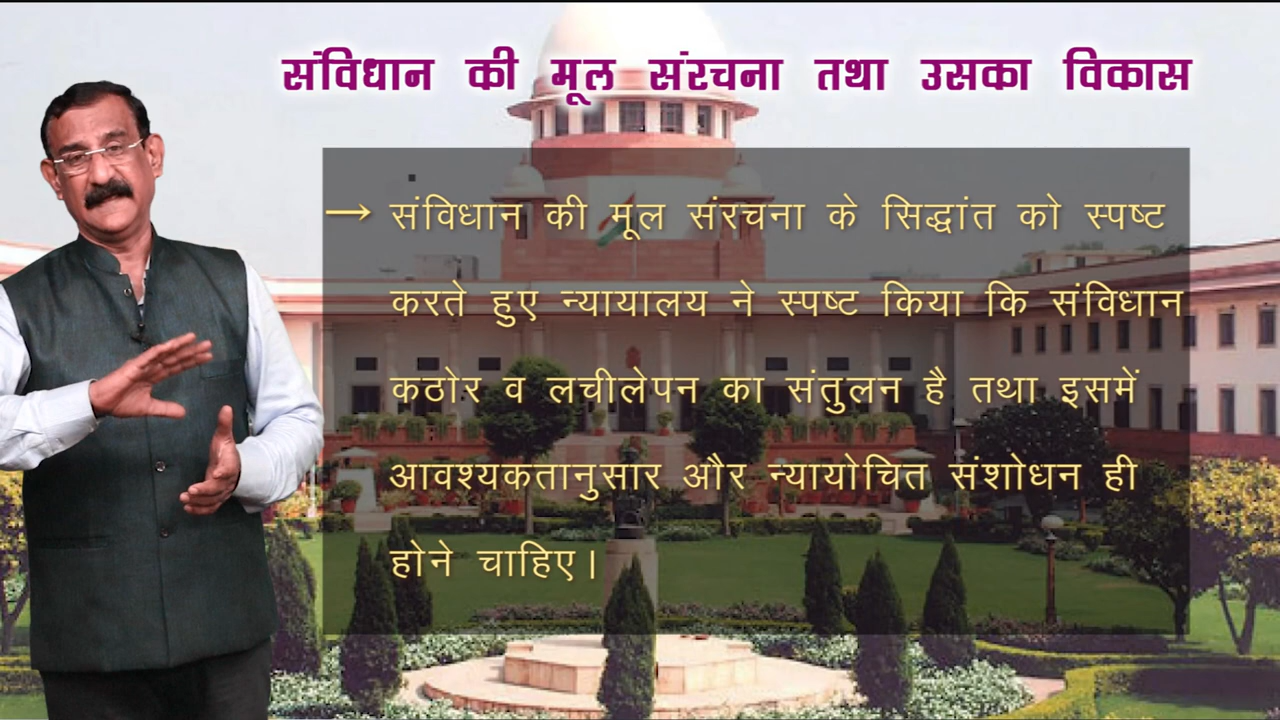 संविधान की मूल संरचना तथा उसका विकास
→ संविधान की मूल संरचना के सिद्धांत को स्पष्ट
करते हुए न्यायालय ने स्पष्ट किया कि संविधान
कठोर व लचीलेपन का संतुलन है तथा इसमें
आवश्यकतानुसार और न्यायोचित संशोधन ही
होने चाहिए।